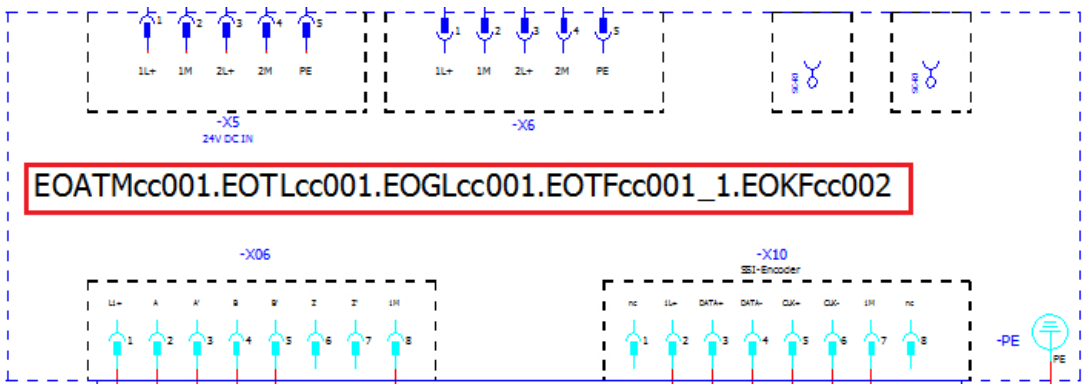 1 2 3 4 5 1 2 3 4 5
1L+ 1M 2L+ 2M PE 1L+ 1M 2L+ 2M PE
-X5 -X6
24V DC IN
EOATMcc001.EOTLcc001.EOGLcc001.EOTFcc001_1.EOKFcc002
-X06 -X10
SSI-Encoder
A A' B B' Z Z' 1M nc 1L+ DATA+ DATA- CLK+ CLK- 1M nc
1 2 3 4 5 6 7 8 1 2 3 4 5 6 7 8 -PE
PE